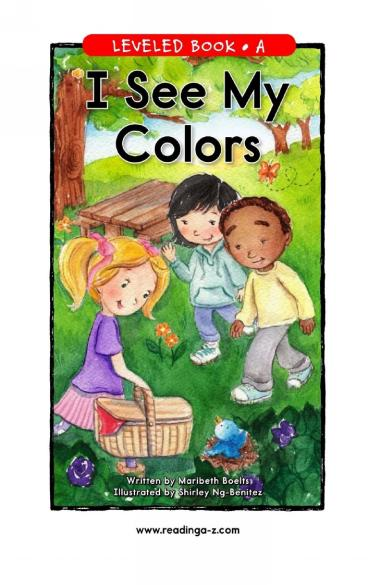 LEVELED BOOK • A
I See My
Colors
Written by Maribeth Boelts
Illustrated by Shirley Ng-Benitez
www.readinga-z.com